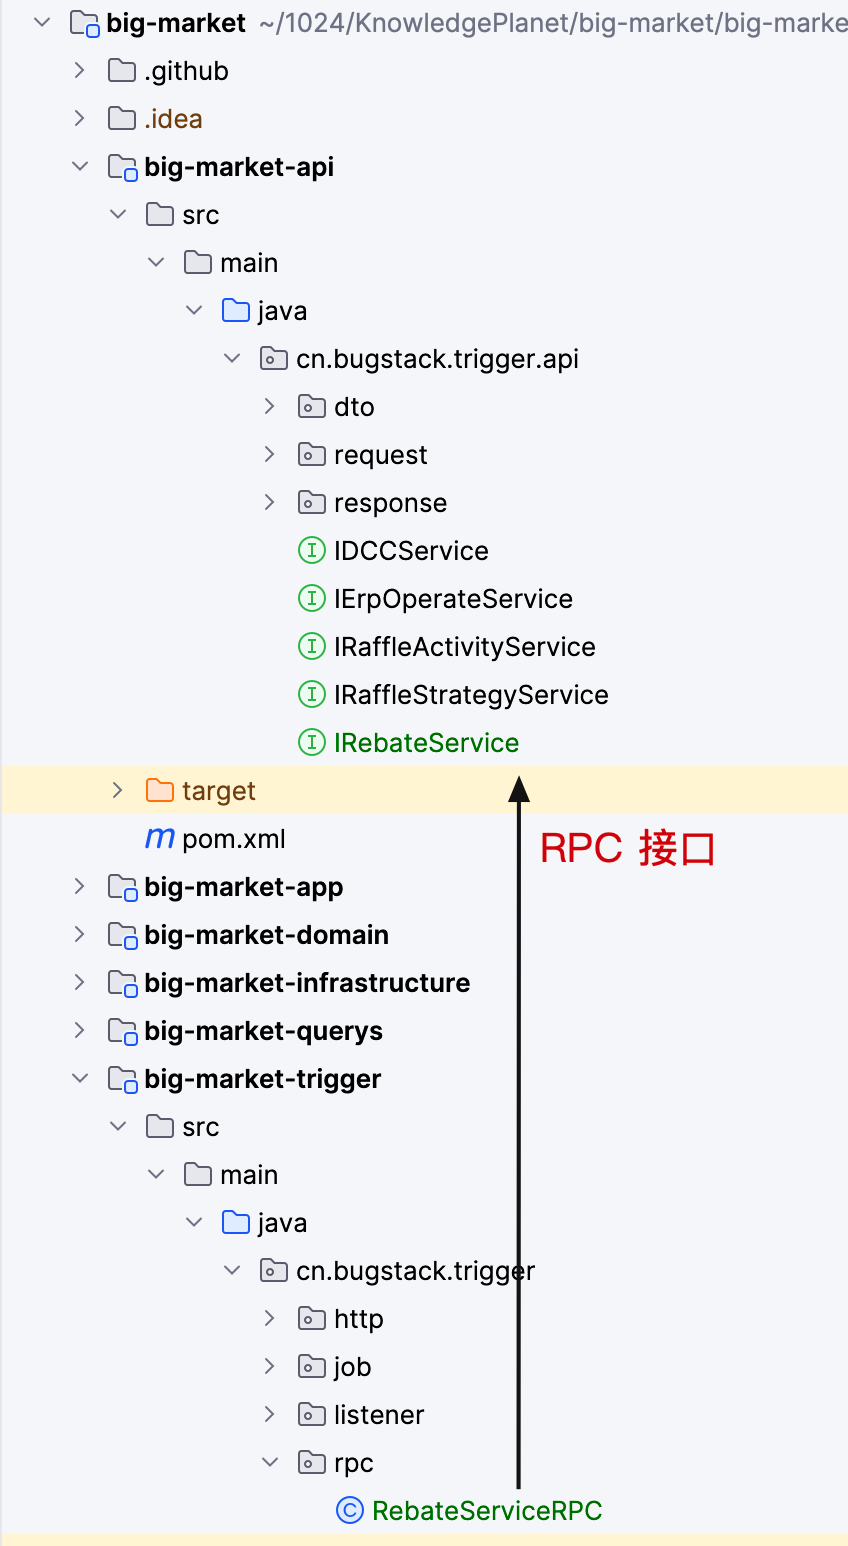 big-market ~/1024/KnowledgePlanet/big-market/big-marke
.github
.idea
big-market-api
src
main
java
cn.bugstack.trigger.api
dto
request
response
IDCCService
IErpOperateService
IRaffleActivityService
IRaffleStrategyService
IRebateService
target
pom.xml
RPC 接口
big-market-app
big-market-domain
big-market-infrastructure
big-market-querys
big-market-trigger
src
main
java
cn.bugstack.trigger
http
job
listener
rpc
RebateServiceRPC